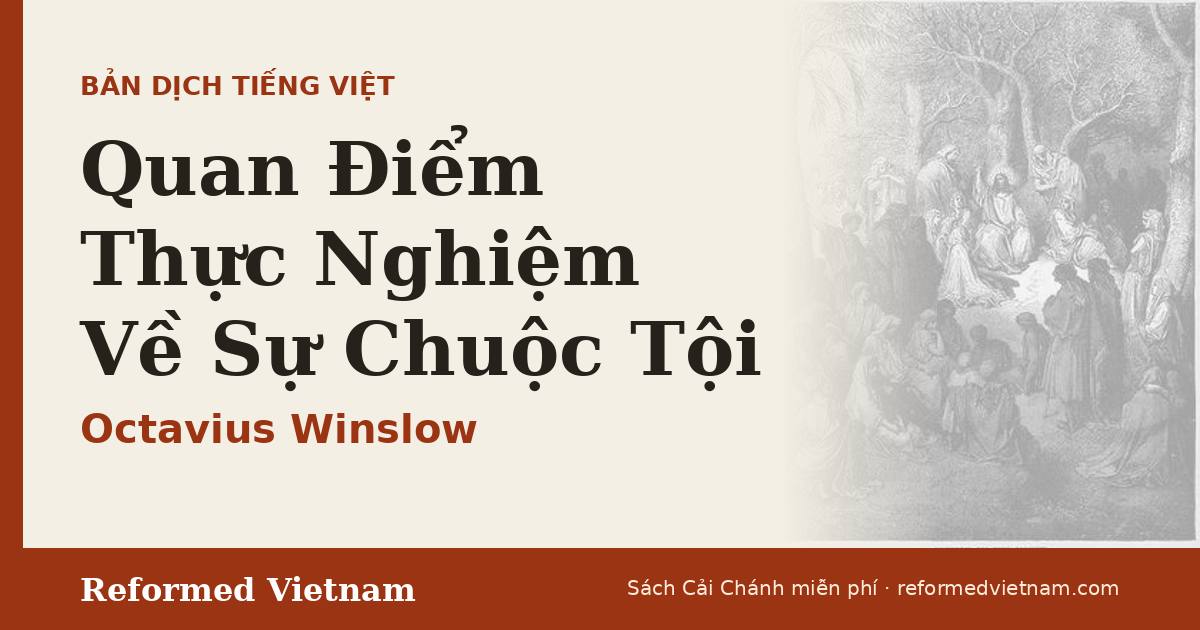 BẢN DỊCH TIẾNG VIỆT
Quan Điểm
Thực Nghiệm
Về Sự Chuộc Tội
Octavius Winslow
Reformed Vietnam
Sách Cải Chánh miễn phí · reformedvietnam.com